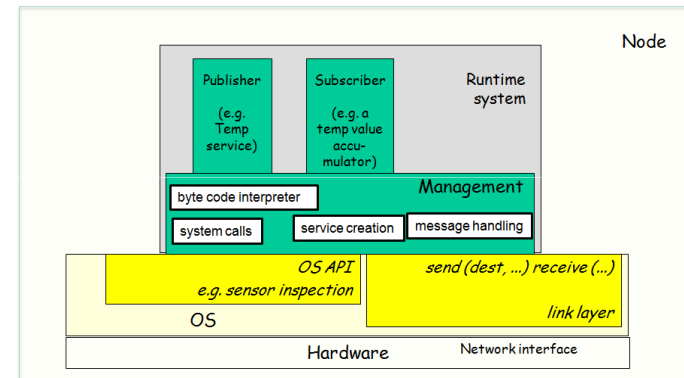 Node
Publisher
(e.g.
Temp
service)
Subscriber
(e.g. a
temp value
accu-
mulator)
Runtime
system
Management
byte code interpreter
system calls
service creation
message handling
OS API
e.g. sensor inspection
OS
send (dest, ...) receive (...)
link layer
Hardware
Network interface